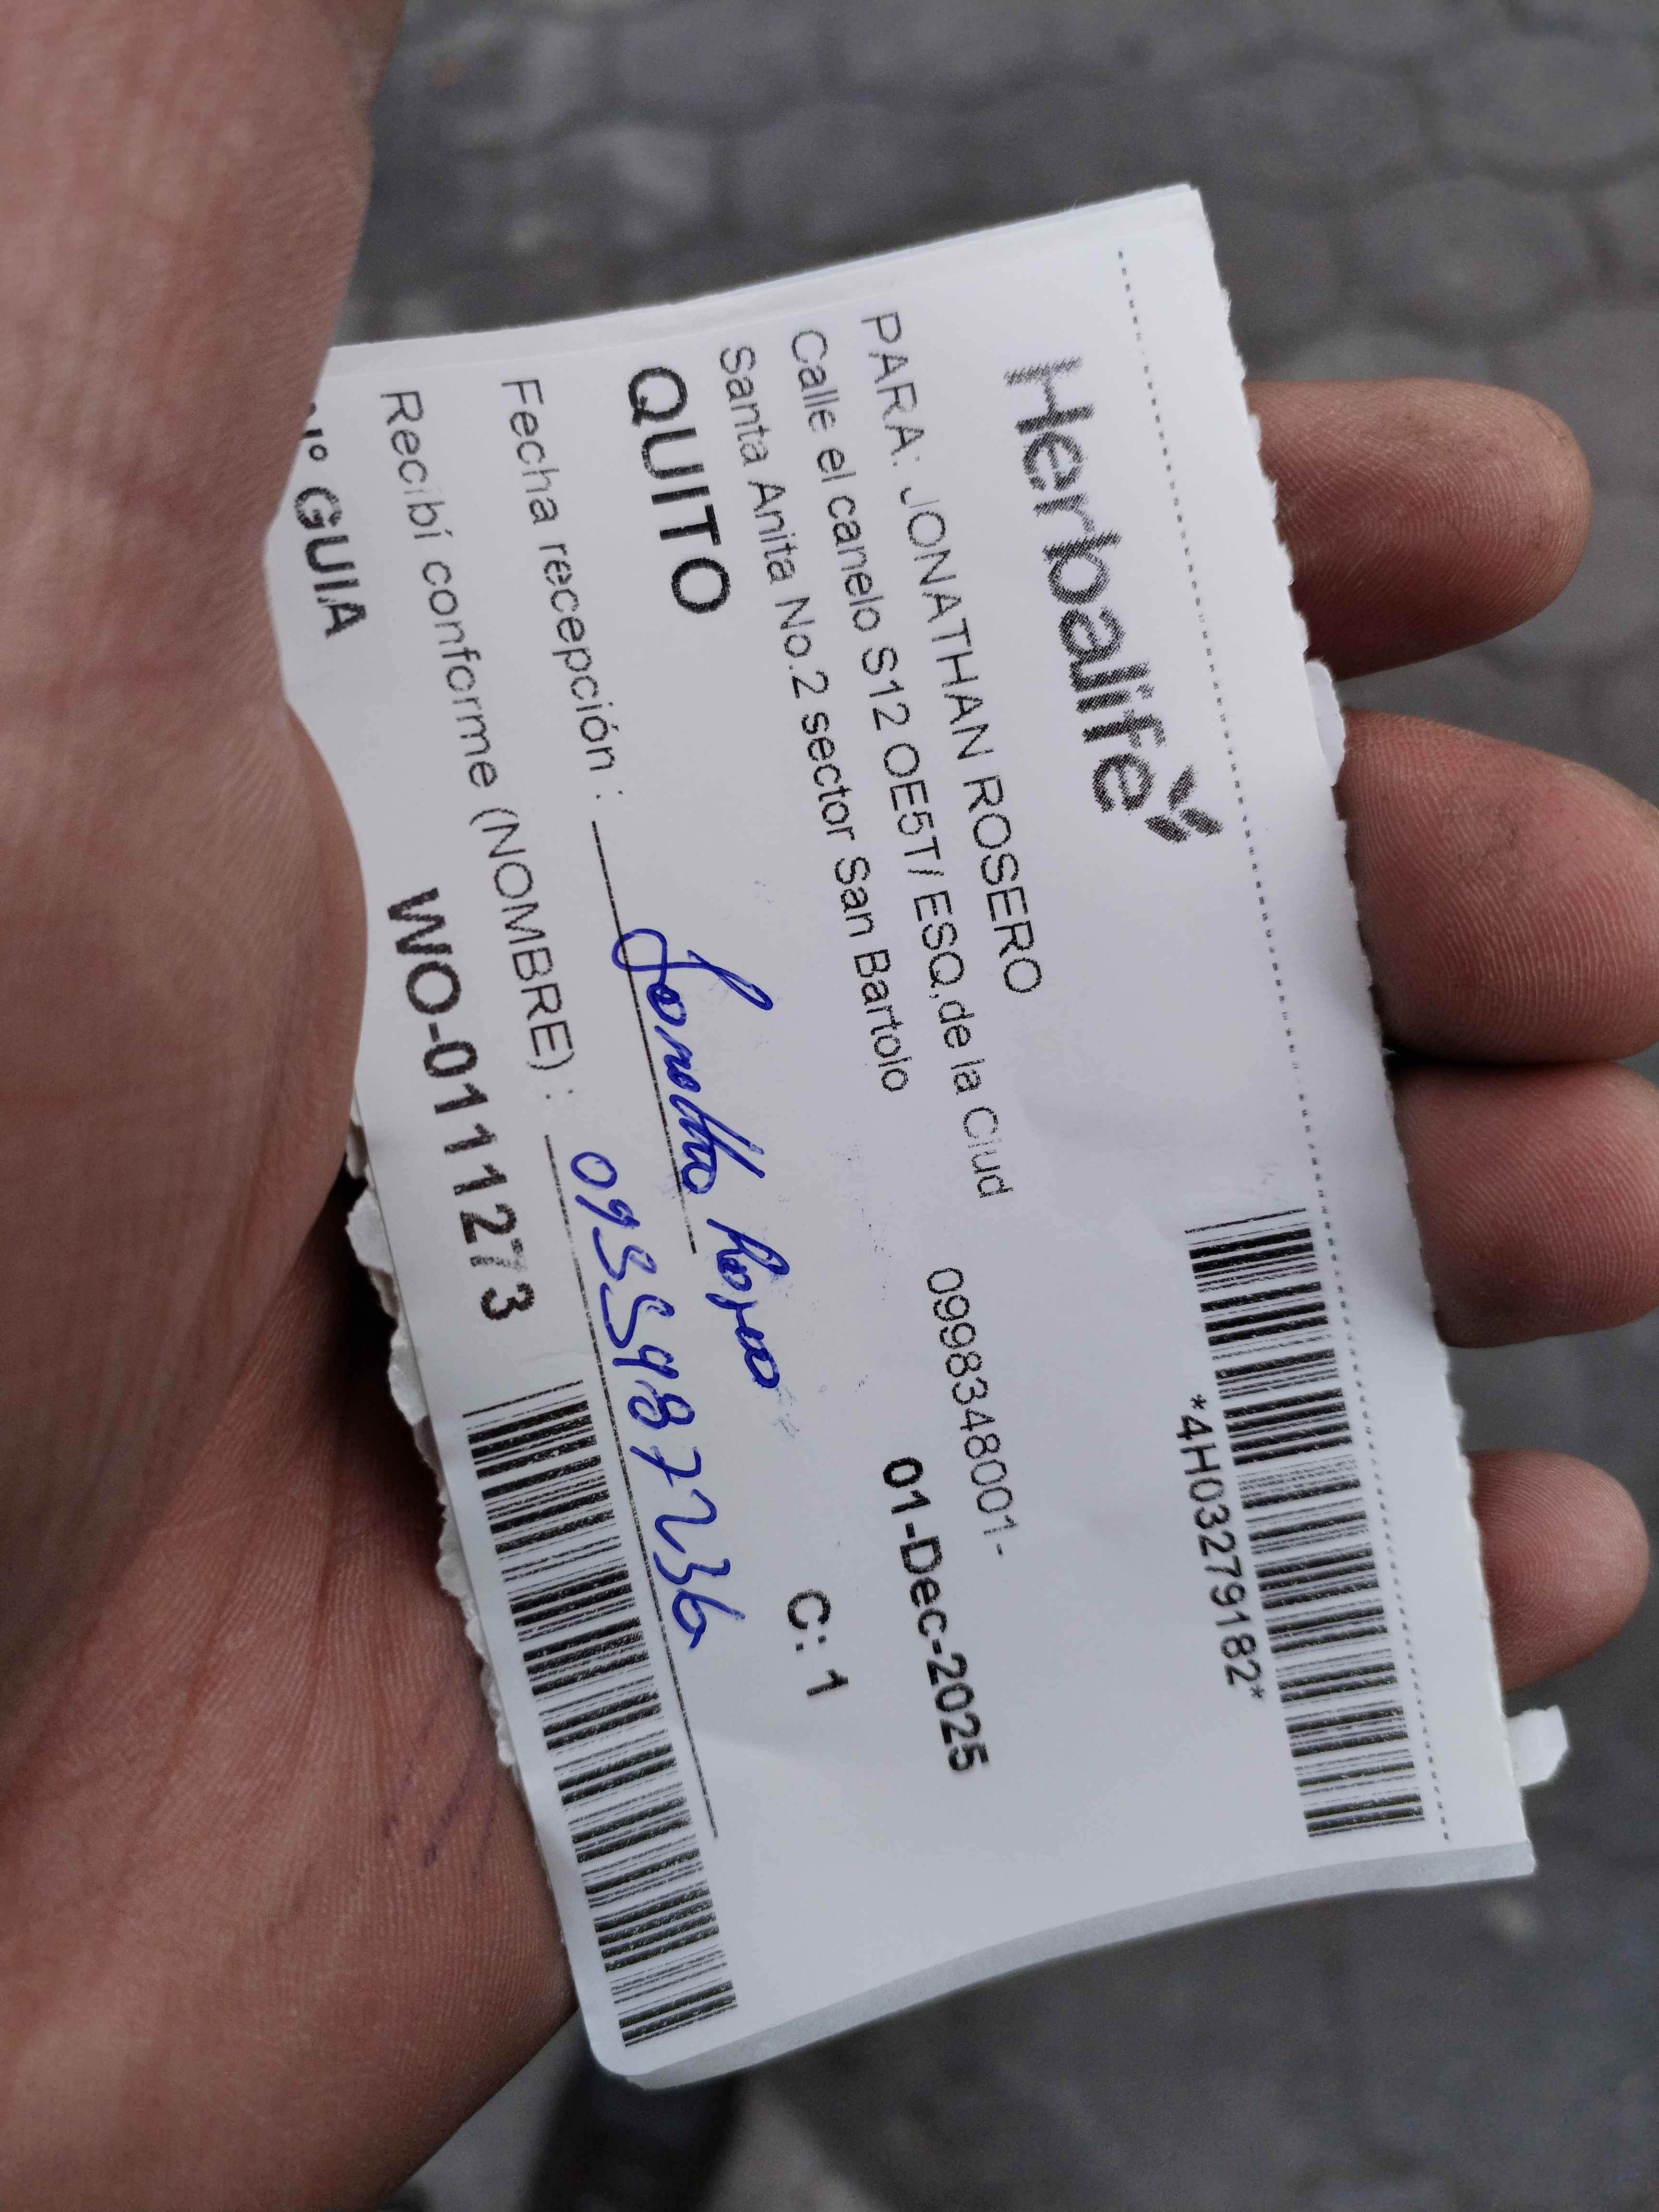 Herbalife
*4H03279182*
PARA: JONATHAN ROSERO
Calle el canelo S12 OE5T/ ESQ,de la Ciud 0998348001-
Santa Anita No.2 sector San Bartolo
01-Dec-2025
QUITO
C: 1
Fecha recepción :
Recibí conforme (NOMBRE) :
N° GUIA WO-0111273